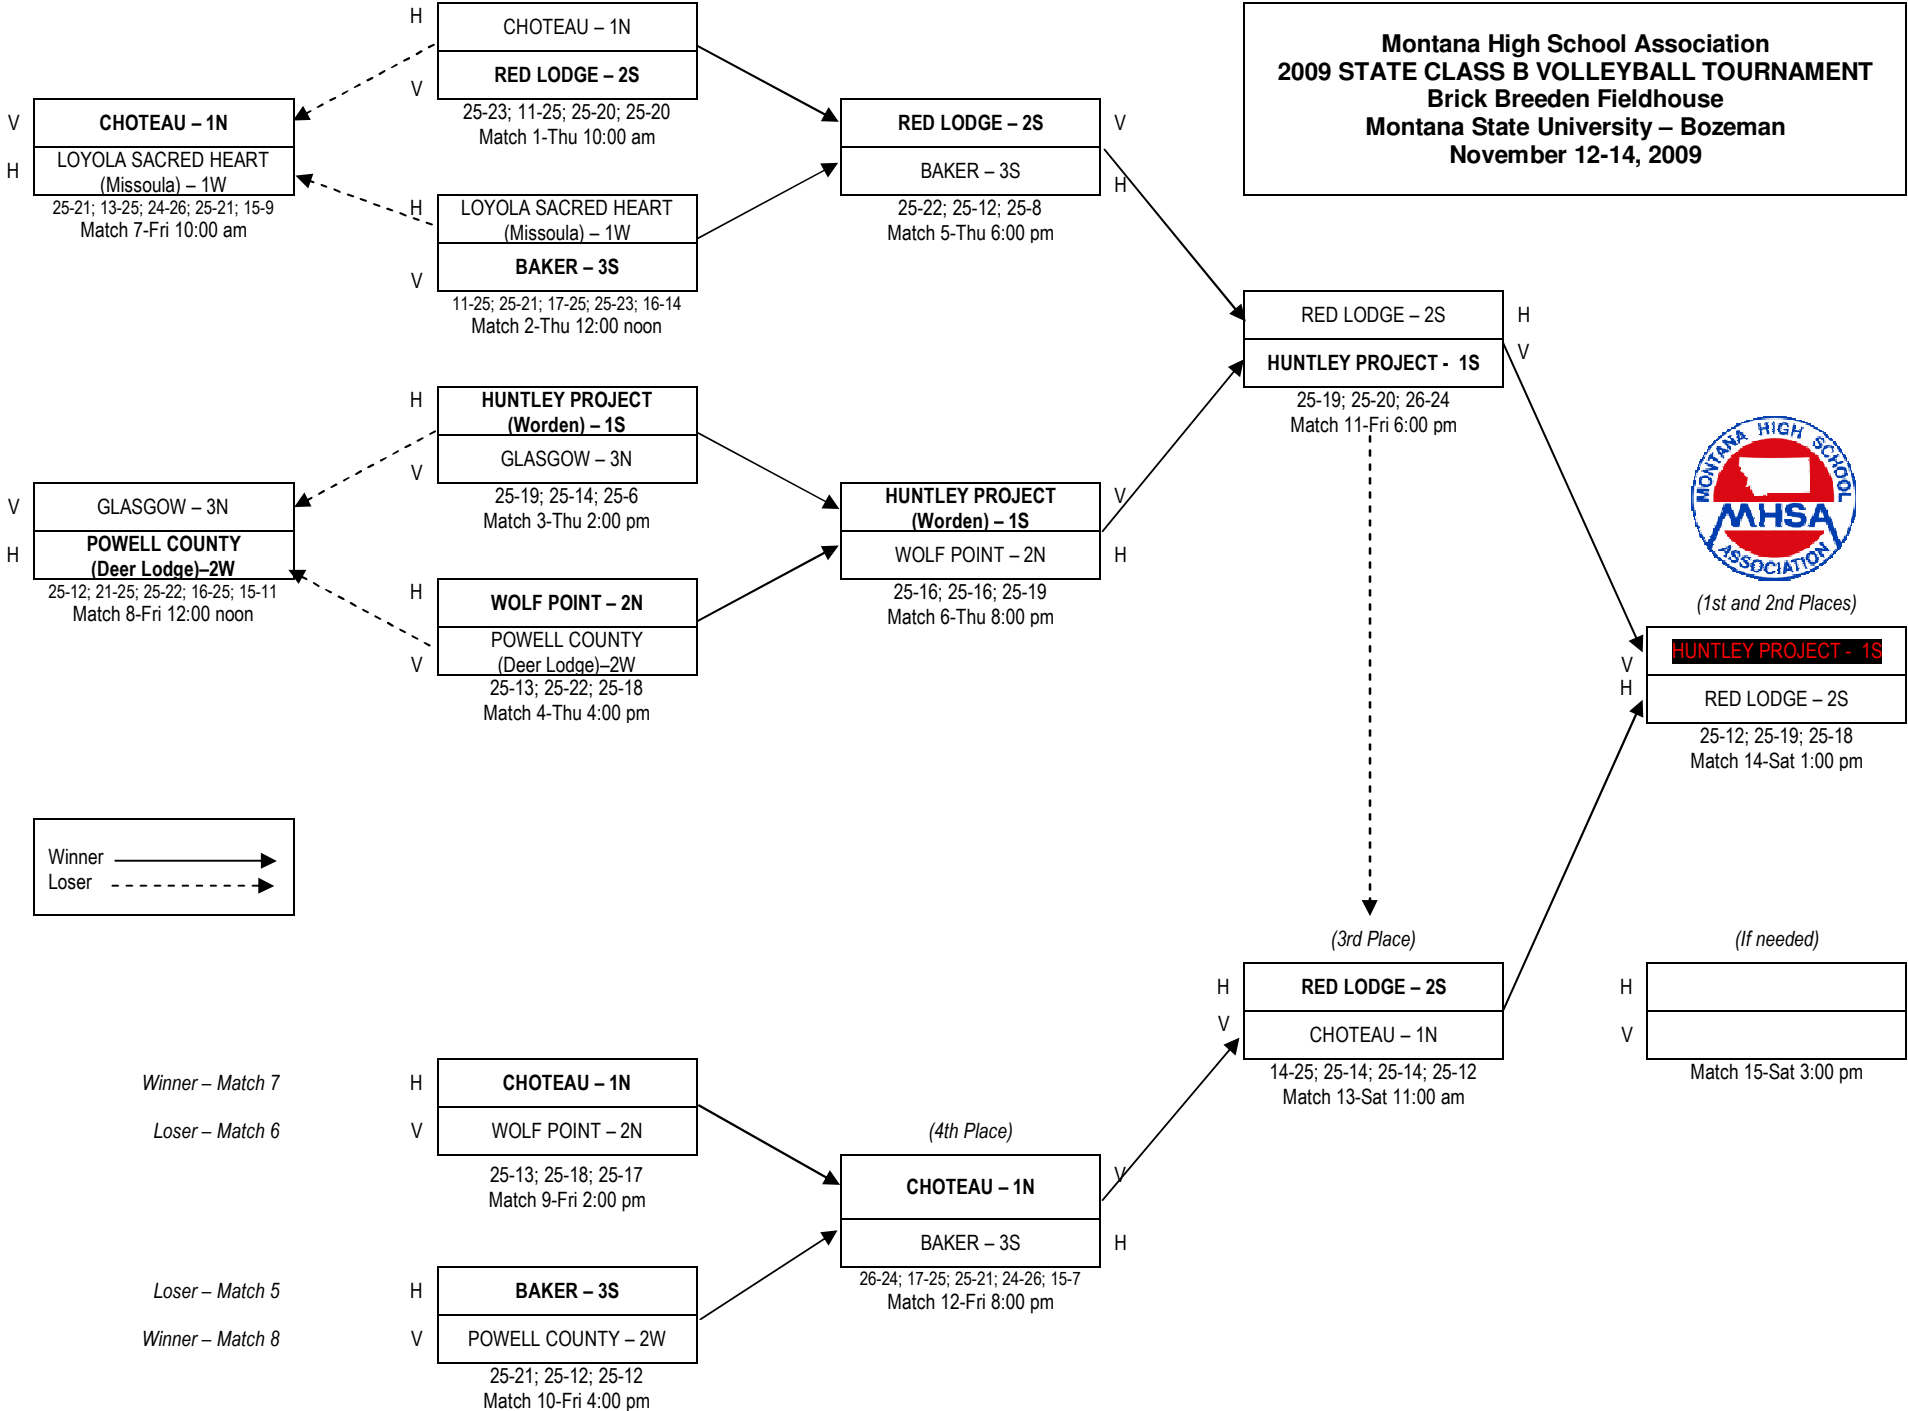 Montana High School Association
2009 STATE CLASS B VOLLEYBALL TOURNAMENT
Brick Breeden Fieldhouse
Montana State University – Bozeman
November 12-14, 2009
H
CHOTEAU – 1N
V
RED LODGE – 2S
25-23; 11-25; 25-20; 25-20
Match 1-Thu 10:00 am
V
CHOTEAU – 1N
H
LOYOLA SACRED HEART
(Missoula) – 1W
25-21; 13-25; 24-26; 25-21; 15-9
Match 7-Fri 10:00 am
H
LOYOLA SACRED HEART
(Missoula) – 1W
V
BAKER – 3S
11-25; 25-21; 17-25; 25-23; 16-14
Match 2-Thu 12:00 noon
RED LODGE – 2S
V
BAKER – 3S
H
25-22; 25-12; 25-8
Match 5-Thu 6:00 pm
RED LODGE – 2S
H
HUNTLEY PROJECT - 1S
V
25-19; 25-20; 26-24
Match 11-Fri 6:00 pm
H
HUNTLEY PROJECT
(Worden) – 1S
V
GLASGOW – 3N
25-19; 25-14; 25-6
Match 3-Thu 2:00 pm
V
GLASGOW – 3N
H
POWELL COUNTY
(Deer Lodge)–2W
25-12; 21-25; 25-22; 16-25; 15-11
Match 8-Fri 12:00 noon
H
WOLF POINT – 2N
V
POWELL COUNTY
(Deer Lodge)–2W
25-13; 25-22; 25-18
Match 4-Thu 4:00 pm
HUNTLEY PROJECT
(Worden) – 1S
V
WOLF POINT – 2N
H
25-16; 25-16; 25-19
Match 6-Thu 8:00 pm
MONTANA HIGH SCHOOL
MHSA
ASSOCIATION
(1st and 2nd Places)
V
HUNTLEY PROJECT - 1S
H
RED LODGE – 2S
25-12; 25-19; 25-18
Match 14-Sat 1:00 pm
Winner
Loser
(3rd Place)
H
RED LODGE – 2S
V
CHOTEAU – 1N
14-25; 25-14; 25-14; 25-12
Match 13-Sat 11:00 am
(If needed)
H
V
Match 15-Sat 3:00 pm
Winner – Match 7
H
CHOTEAU – 1N
Loser – Match 6
V
WOLF POINT – 2N
25-13; 25-18; 25-17
Match 9-Fri 2:00 pm
(4th Place)
CHOTEAU – 1N
V
BAKER – 3S
H
26-24; 17-25; 25-21; 24-26; 15-7
Match 12-Fri 8:00 pm
Loser – Match 5
H
BAKER – 3S
Winner – Match 8
V
POWELL COUNTY – 2W
25-21; 25-12; 25-12
Match 10-Fri 4:00 pm